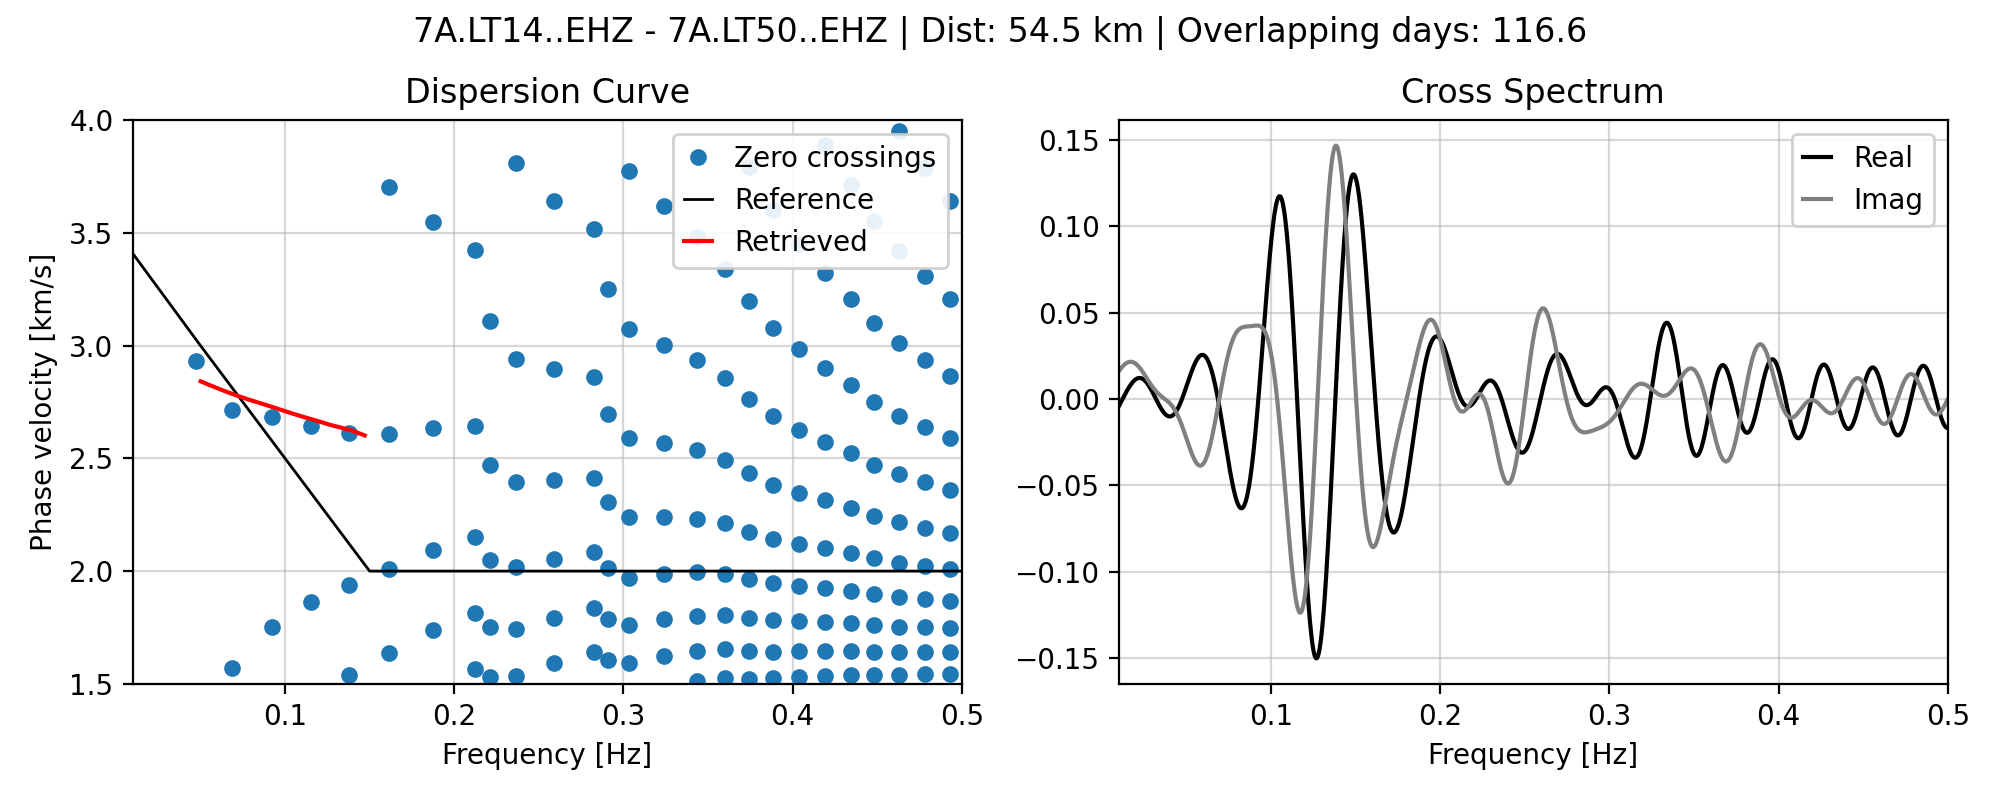 7A.LT14..EHZ - 7A.LT50..EHZ | Dist: 54.5 km | Overlapping days: 116.6
Dispersion Curve
4.0
3.5
3.0
2.5
2.0
1.5
Phase velocity [km/s]
0.1
0.2
0.3
0.4
0.5
Frequency [Hz]
Zero crossings
Reference
Retrieved
Cross Spectrum
0.15
0.10
0.05
0.00
−0.05
−0.10
−0.15
0.1
0.2
0.3
0.4
0.5
Frequency [Hz]
Real
Imag